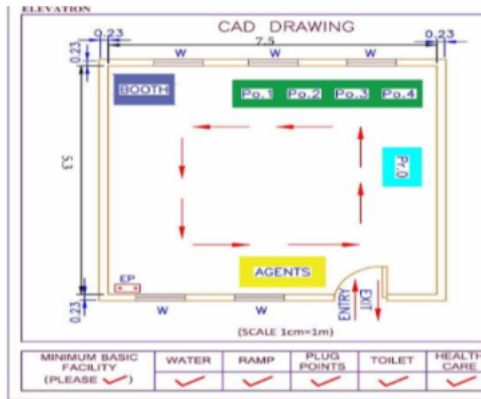 ELEVATION
CAD DRAWING
0.23 7.5 0.23
0.23
W W W
BOOTH
Po.1 Po.2 Po.3 Po.4
5.3
Pr.0
AGENTS
EP
0.23
W W
ENTRY
EXIT
(SCALE 1cm=1m)
MINIMUM BASIC
FACILITY
(PLEASE ✓)
WATER
RAMP
PLUG
POINTS
TOILET
HEALTH
CARE
✓ ✓ ✓ ✓ ✓